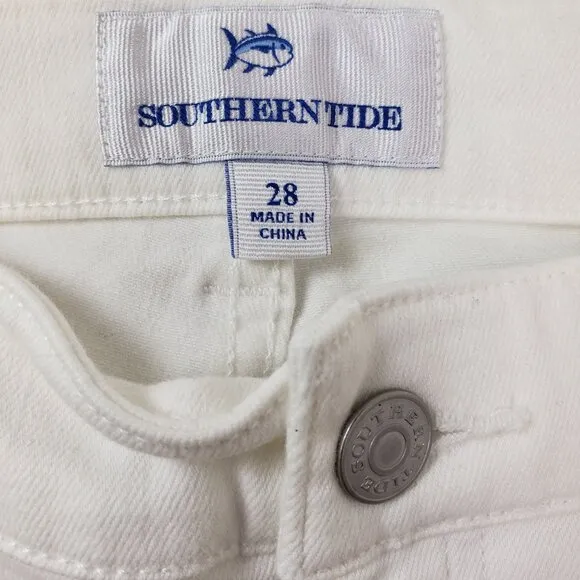 SOUTHERN TIDE
28
MADE IN
CHINA
SOUTHERN
TIDE